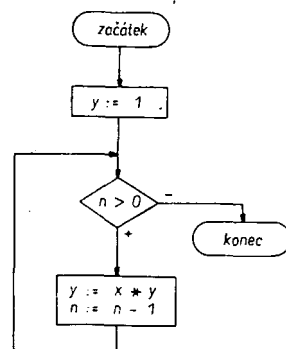 začátek
y := 1
n > 0
-
+
konec
y := x * y
n := n - 1